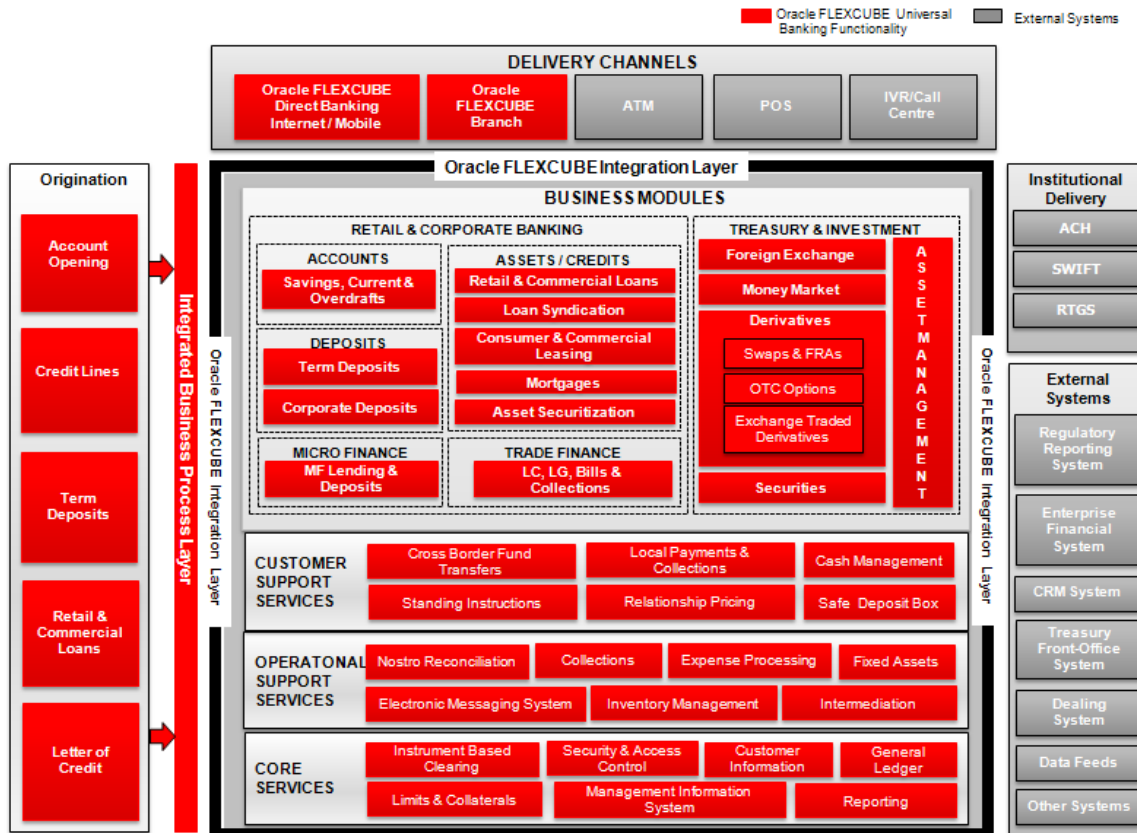 Oracle FLEXCUBE Universal
Banking Functionality
External Systems
DELIVERY CHANNELS
Oracle FLEXCUBE
Direct Banking
Internet / Mobile
Oracle
FLEXCUBE
Branch
ATM
POS
IVR/Call
Centre
Origination
Account
Opening
Credit Lines
Term
Deposits
Retail &
Commercial
Loans
Letter of
Credit
Integrated Business Process Layer
Oracle FLEXCUBE Integration Layer
Oracle FLEXCUBE Integration Layer
BUSINESS MODULES
RETAIL & CORPORATE BANKING
ACCOUNTS
Savings, Current &
Overdrafts
DEPOSITS
Term Deposits
Corporate Deposits
MICRO FINANCE
MF Lending &
Deposits
ASSETS / CREDITS
Retail & Commercial Loans
Loan Syndication
Consumer & Commercial
Leasing
Mortgages
Asset Securitization
TRADE FINANCE
LC, LG, Bills &
Collections
TREASURY & INVESTMENT
Foreign Exchange
Money Market
Derivatives
Swaps & FRAs
OTC Options
Exchange Traded
Derivatives
Securities
ASSET MANAGEMENT
CUSTOMER
SUPPORT
SERVICES
Cross Border Fund
Transfers
Local Payments &
Collections
Cash Management
Standing Instructions
Relationship Pricing
Safe Deposit Box
OPERATONAL
SUPPORT
SERVICES
Nostro Reconciliation
Collections
Expense Processing
Fixed Assets
Electronic Messaging System
Inventory Management
Intermediation
CORE
SERVICES
Instrument Based
Clearing
Security & Access
Control
Customer
Information
General
Ledger
Limits & Collaterals
Management Information
System
Reporting
Oracle FLEXCUBE Integration Layer
Institutional
Delivery
ACH
SWIFT
RTGS
External
Systems
Regulatory
Reporting
System
Enterprise
Financial
System
CRM System
Treasury
Front-Office
System
Dealing
System
Data Feeds
Other Systems